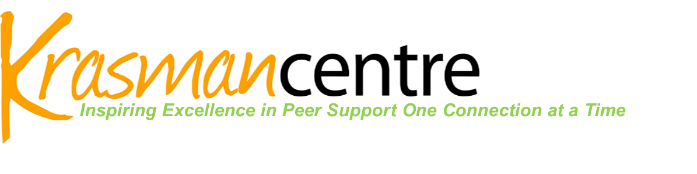 Krasmancentre
Inspiring Excellence in Peer Support One Connection at a Time